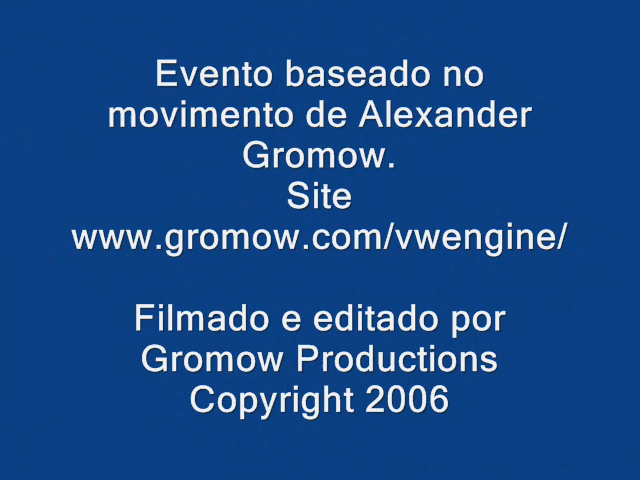 Evento baseado no
movimento de Alexander
Gromow.
Site
www.gromow.com/vwengine/
Filmado e editado por
Gromow Productions
Copyright 2006